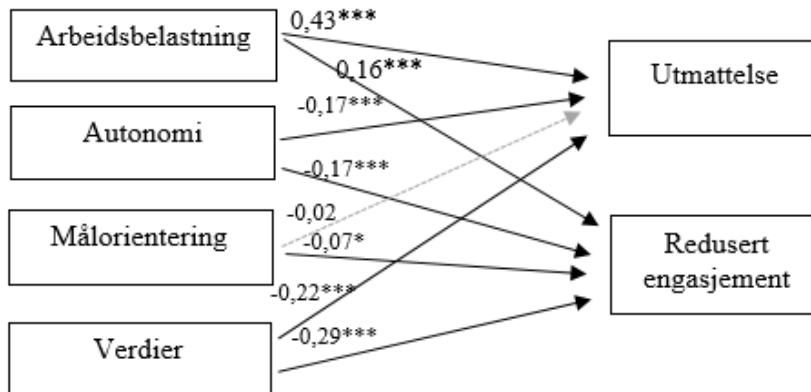 Arbeidsbelastning
0,43***
0,16***
Utmattelse
Autonomi
-0,17***
-0,17***
Målorientering
-0,02
-0,07*
Redusert
engasjement
Verdier
-0,22***
-0,29***